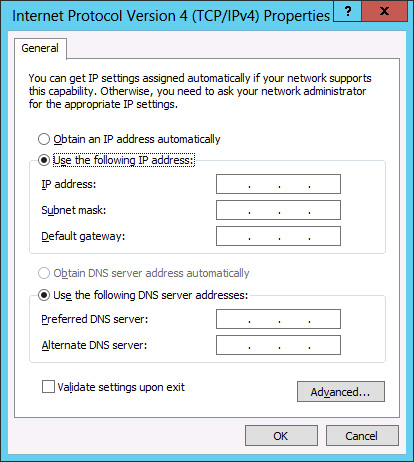 Internet Protocol Version 4 (TCP/IPv4) Properties ? x
General
You can get IP settings assigned automatically if your network supports
this capability. Otherwise, you need to ask your network administrator
for the appropriate IP settings.
Obtain an IP address automatically
Use the following IP address:
IP address: . . .
Subnet mask: . . .
Default gateway: . . .
Obtain DNS server address automatically
Use the following DNS server addresses:
Preferred DNS server: . . .
Alternate DNS server: . . .
Validate settings upon exit
Advanced...
OK Cancel